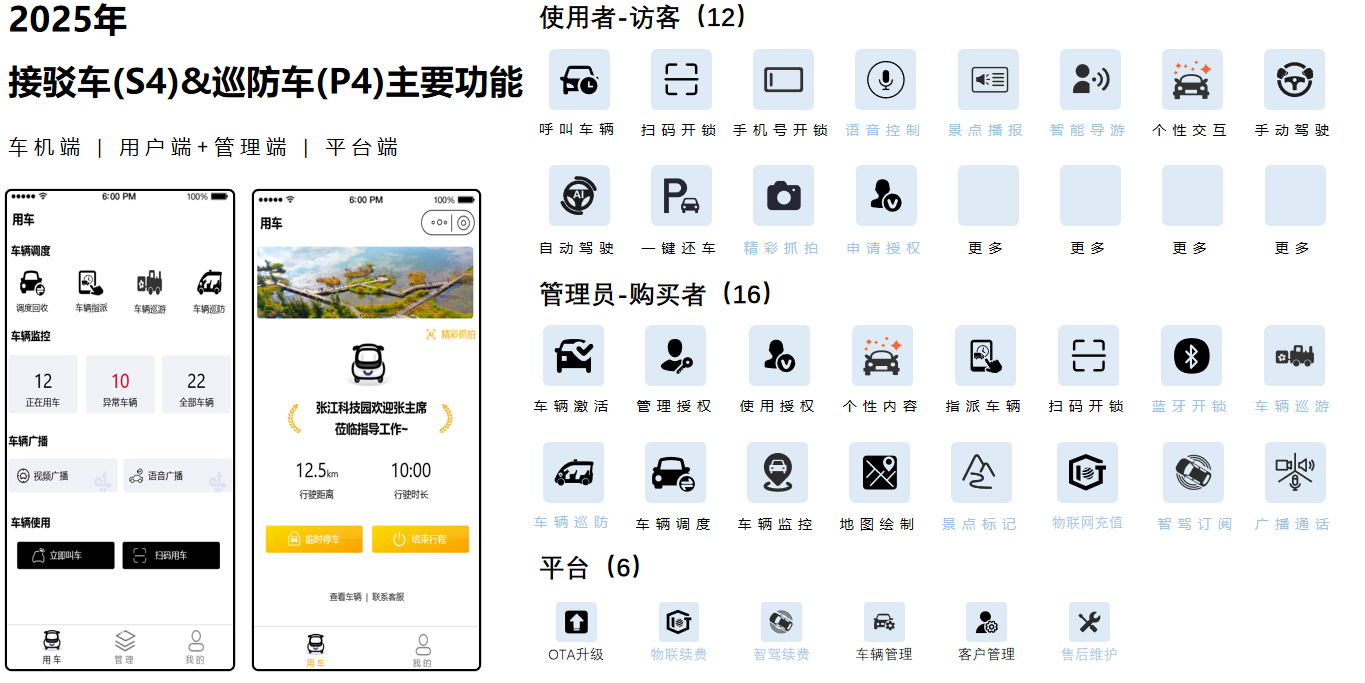 2025年
接驳车(S4)&巡防车(P4)主要功能
车机端 | 用户端+管理端 | 平台端
6:00 PM
100%
用车
车辆调度
调度回收
车辆指派
车辆巡游
车辆巡防
车辆监控
12
10
22
正在用车
异常车辆
全部车辆
车辆广播
视频广播
语音广播
车辆使用
立即叫车
扫码用车
用车
管理
我的
6:00 PM
100%
用车
精彩抓拍
张江科技园欢迎张主席
莅临指导工作~
12.5km
10:00
行驶距离
行驶时长
临时停车
结束行程
查看车辆 | 联系客服
用车
我的
使用者-访客（12）
呼叫车辆
扫码开锁
手机号开锁
语音控制
景点播报
智能导游
个性交互
手动驾驶
AI
P
V
自动驾驶
一键还车
精彩抓拍
申请授权
更多
更多
更多
更多
管理员-购买者（16）
V
车辆激活
管理授权
使用授权
个性内容
指派车辆
扫码开锁
蓝牙开锁
车辆巡游
IOT
车辆巡防
车辆调度
车辆监控
地图绘制
景点标记
物联网充值
智驾订阅
广播通话
平台（6）
IOT
OTA升级
物联续费
智驾续费
车辆管理
客户管理
售后维护